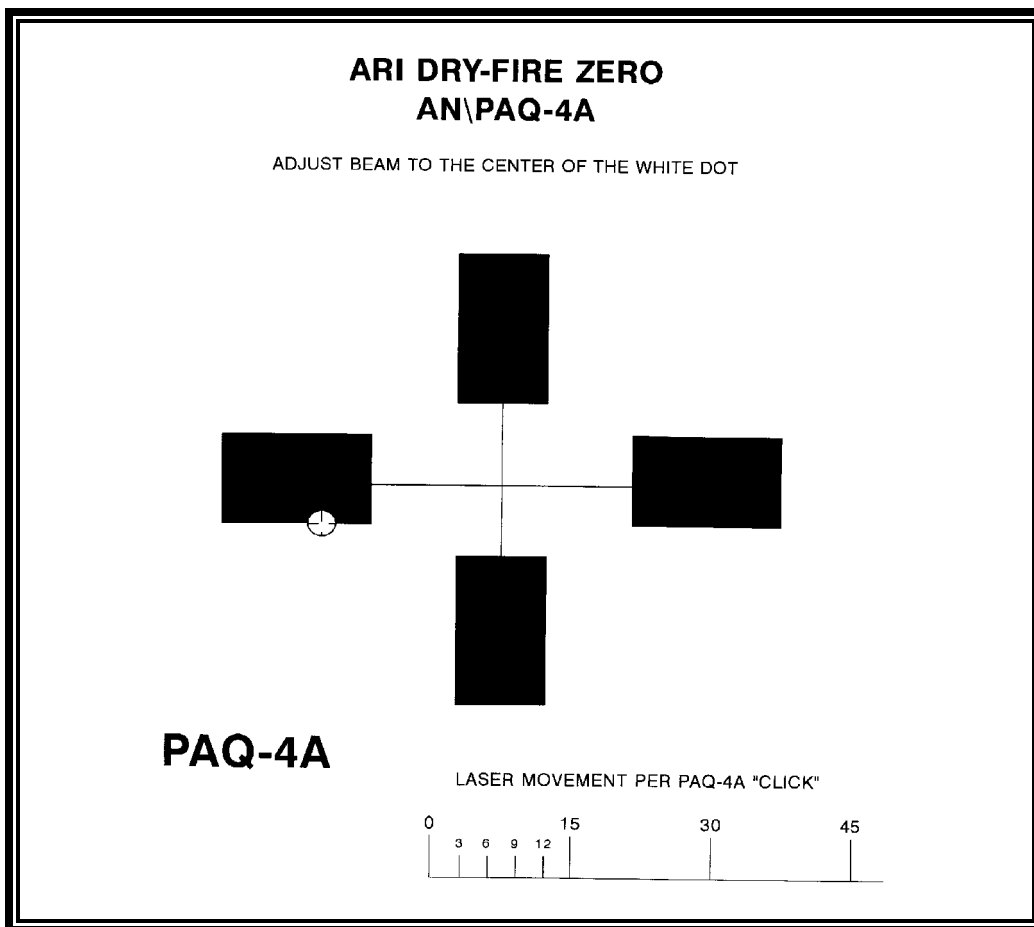 ARI DRY-FIRE ZERO
AN\PAQ-4A
ADJUST BEAM TO THE CENTER OF THE WHITE DOT
PAQ-4A
LASER MOVEMENT PER PAQ-4A "CLICK"
0 15 30 45
3 6 9 12